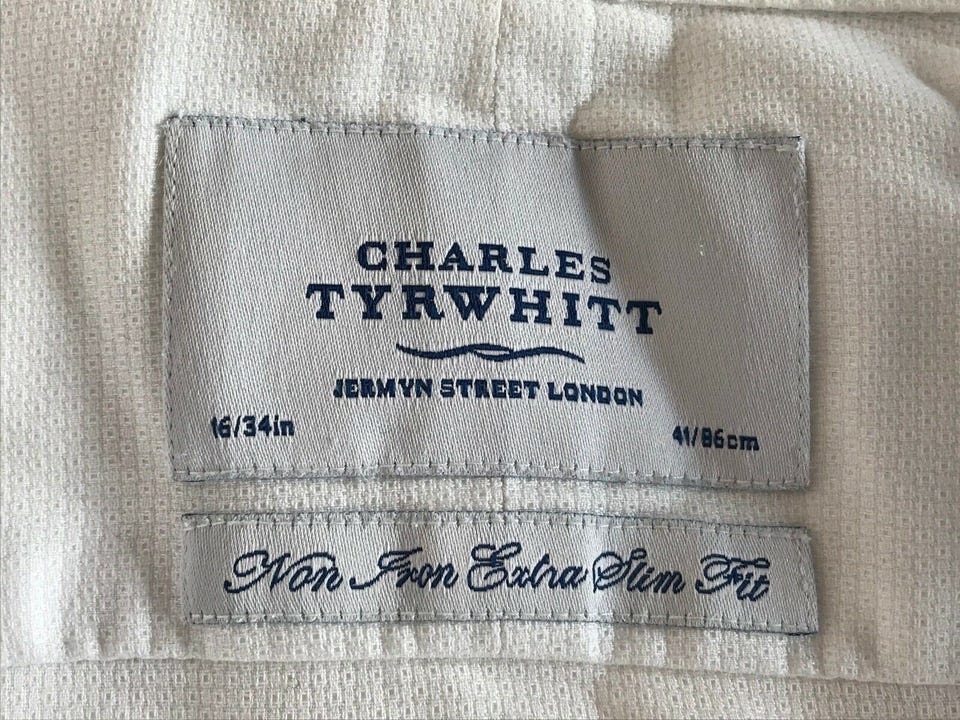 CHARLES
TYRWHITT
JERMYN STREET LONDON
16/34in 41/86cm
Non Iron Extra Slim Fit